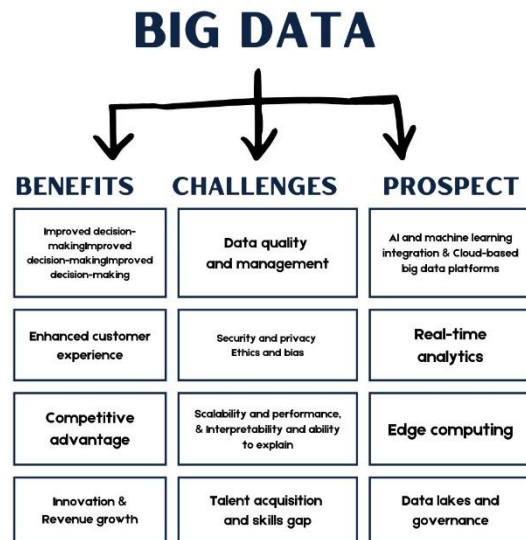 BIG DATA
BENEFITS
Improved decision-
makingImproved
decision-makingImproved
decision-making
Enhanced customer
experience
Competitive
advantage
Innovation &
Revenue growth
CHALLENGES
Data quality
and management
Security and privacy
Ethics and bias
Scalability and performance,
& Interpretability and ability
to explain
Talent acquisition
and skills gap
PROSPECT
AI and machine learning
integration & Cloud-based
big data platforms
Real-time
analytics
Edge computing
Data lakes and
governance